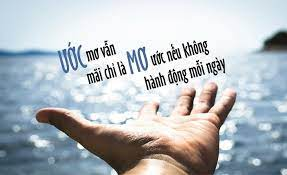 ƯỚC mơ vẫn
mãi chỉ là MƠ ước nếu không
hành động mỗi ngày